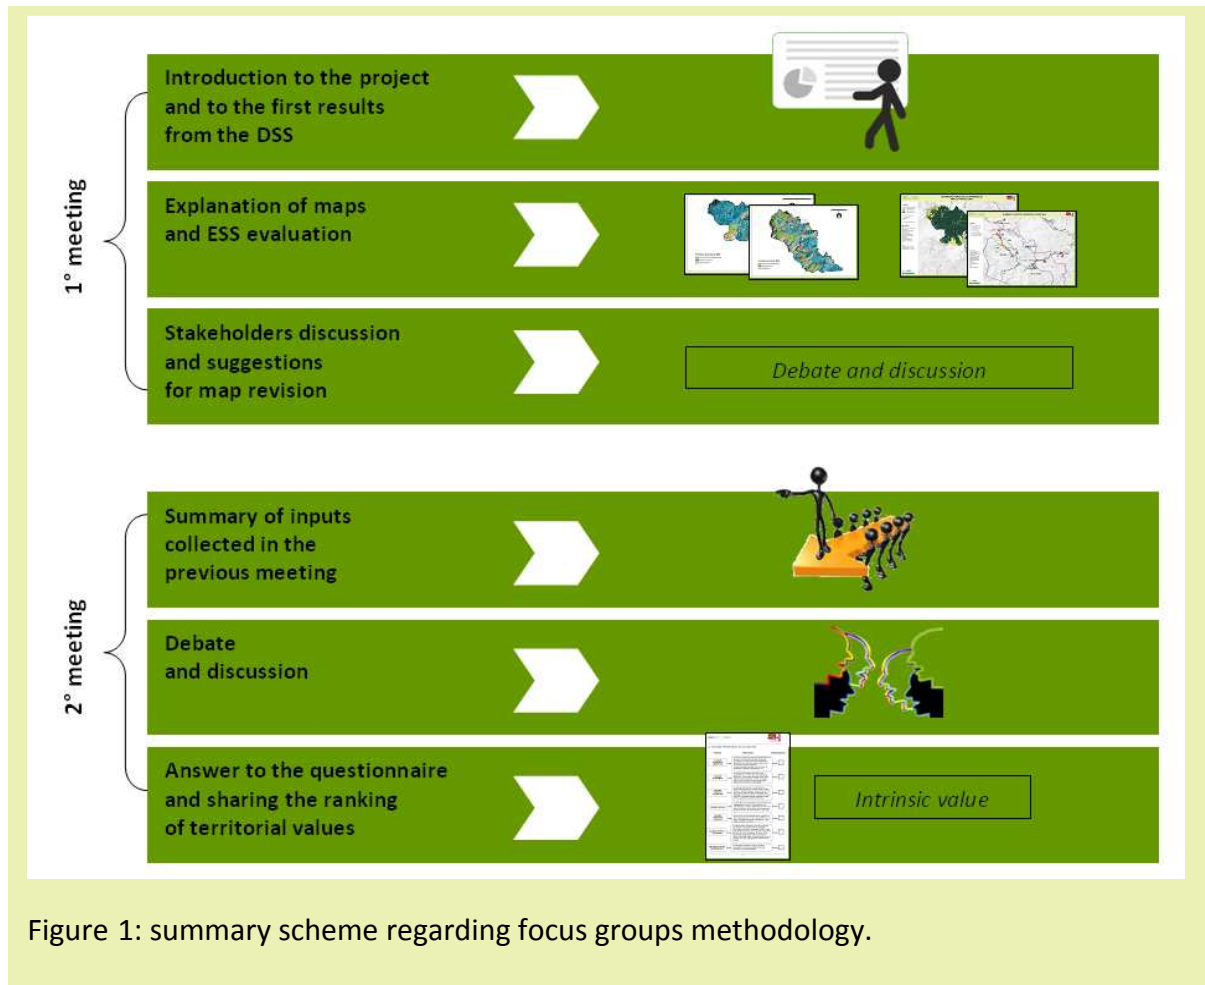 1° meeting
Introduction to the project
and to the first results
from the DSS
Explanation of maps
and ESS evaluation
Stakeholders discussion
and suggestions
for map revision
Debate and discussion
2° meeting
Summary of inputs
collected in the
previous meeting
Debate
and discussion
Answer to the questionnaire
and sharing the ranking
of territorial values
Intrinsic value
Figure 1: summary scheme regarding focus groups methodology.